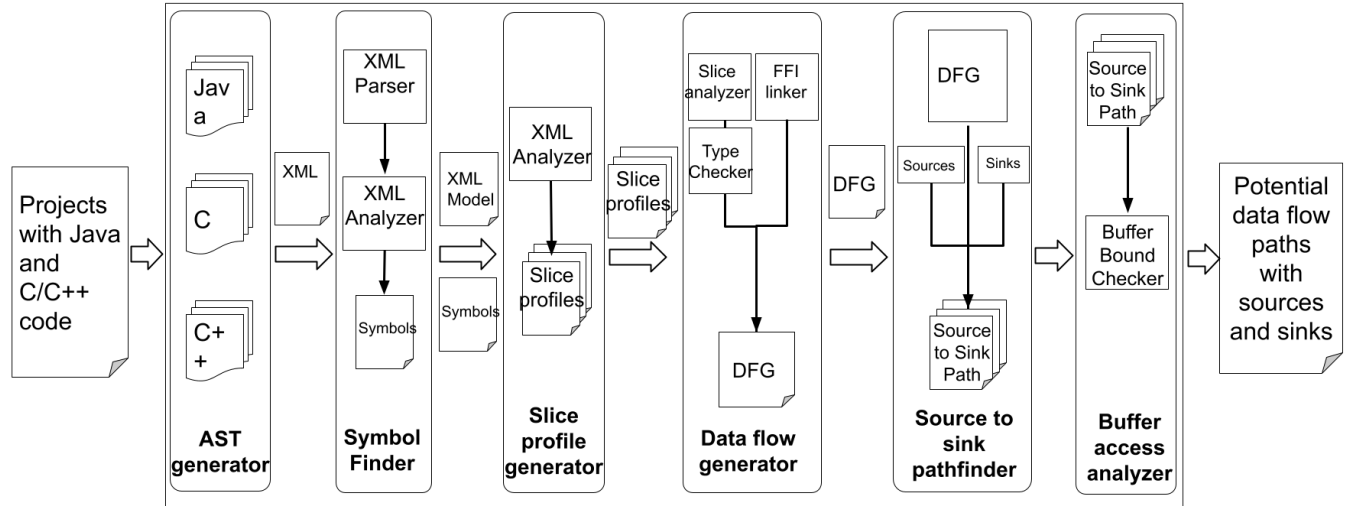 Projects
with Java
and
C/C++
code
Jav
a
C
C+
+
AST
generator
XML
XML
Parser
XML
Analyzer
Symbols
Symbol
Finder
XML
Model
Symbols
XML
Analyzer
Slice
profiles
Slice
profile
generator
Slice
profiles
Slice
analyzer
FFI
linker
Type
Checker
DFG
Data flow
generator
DFG
DFG
Sources
Sinks
Source
to Sink
Path
Source to
sink
pathfinder
Source
to Sink
Path
Buffer
Bound
Checker
Buffer
access
analyzer
Potential
data flow
paths
with
sources
and sinks